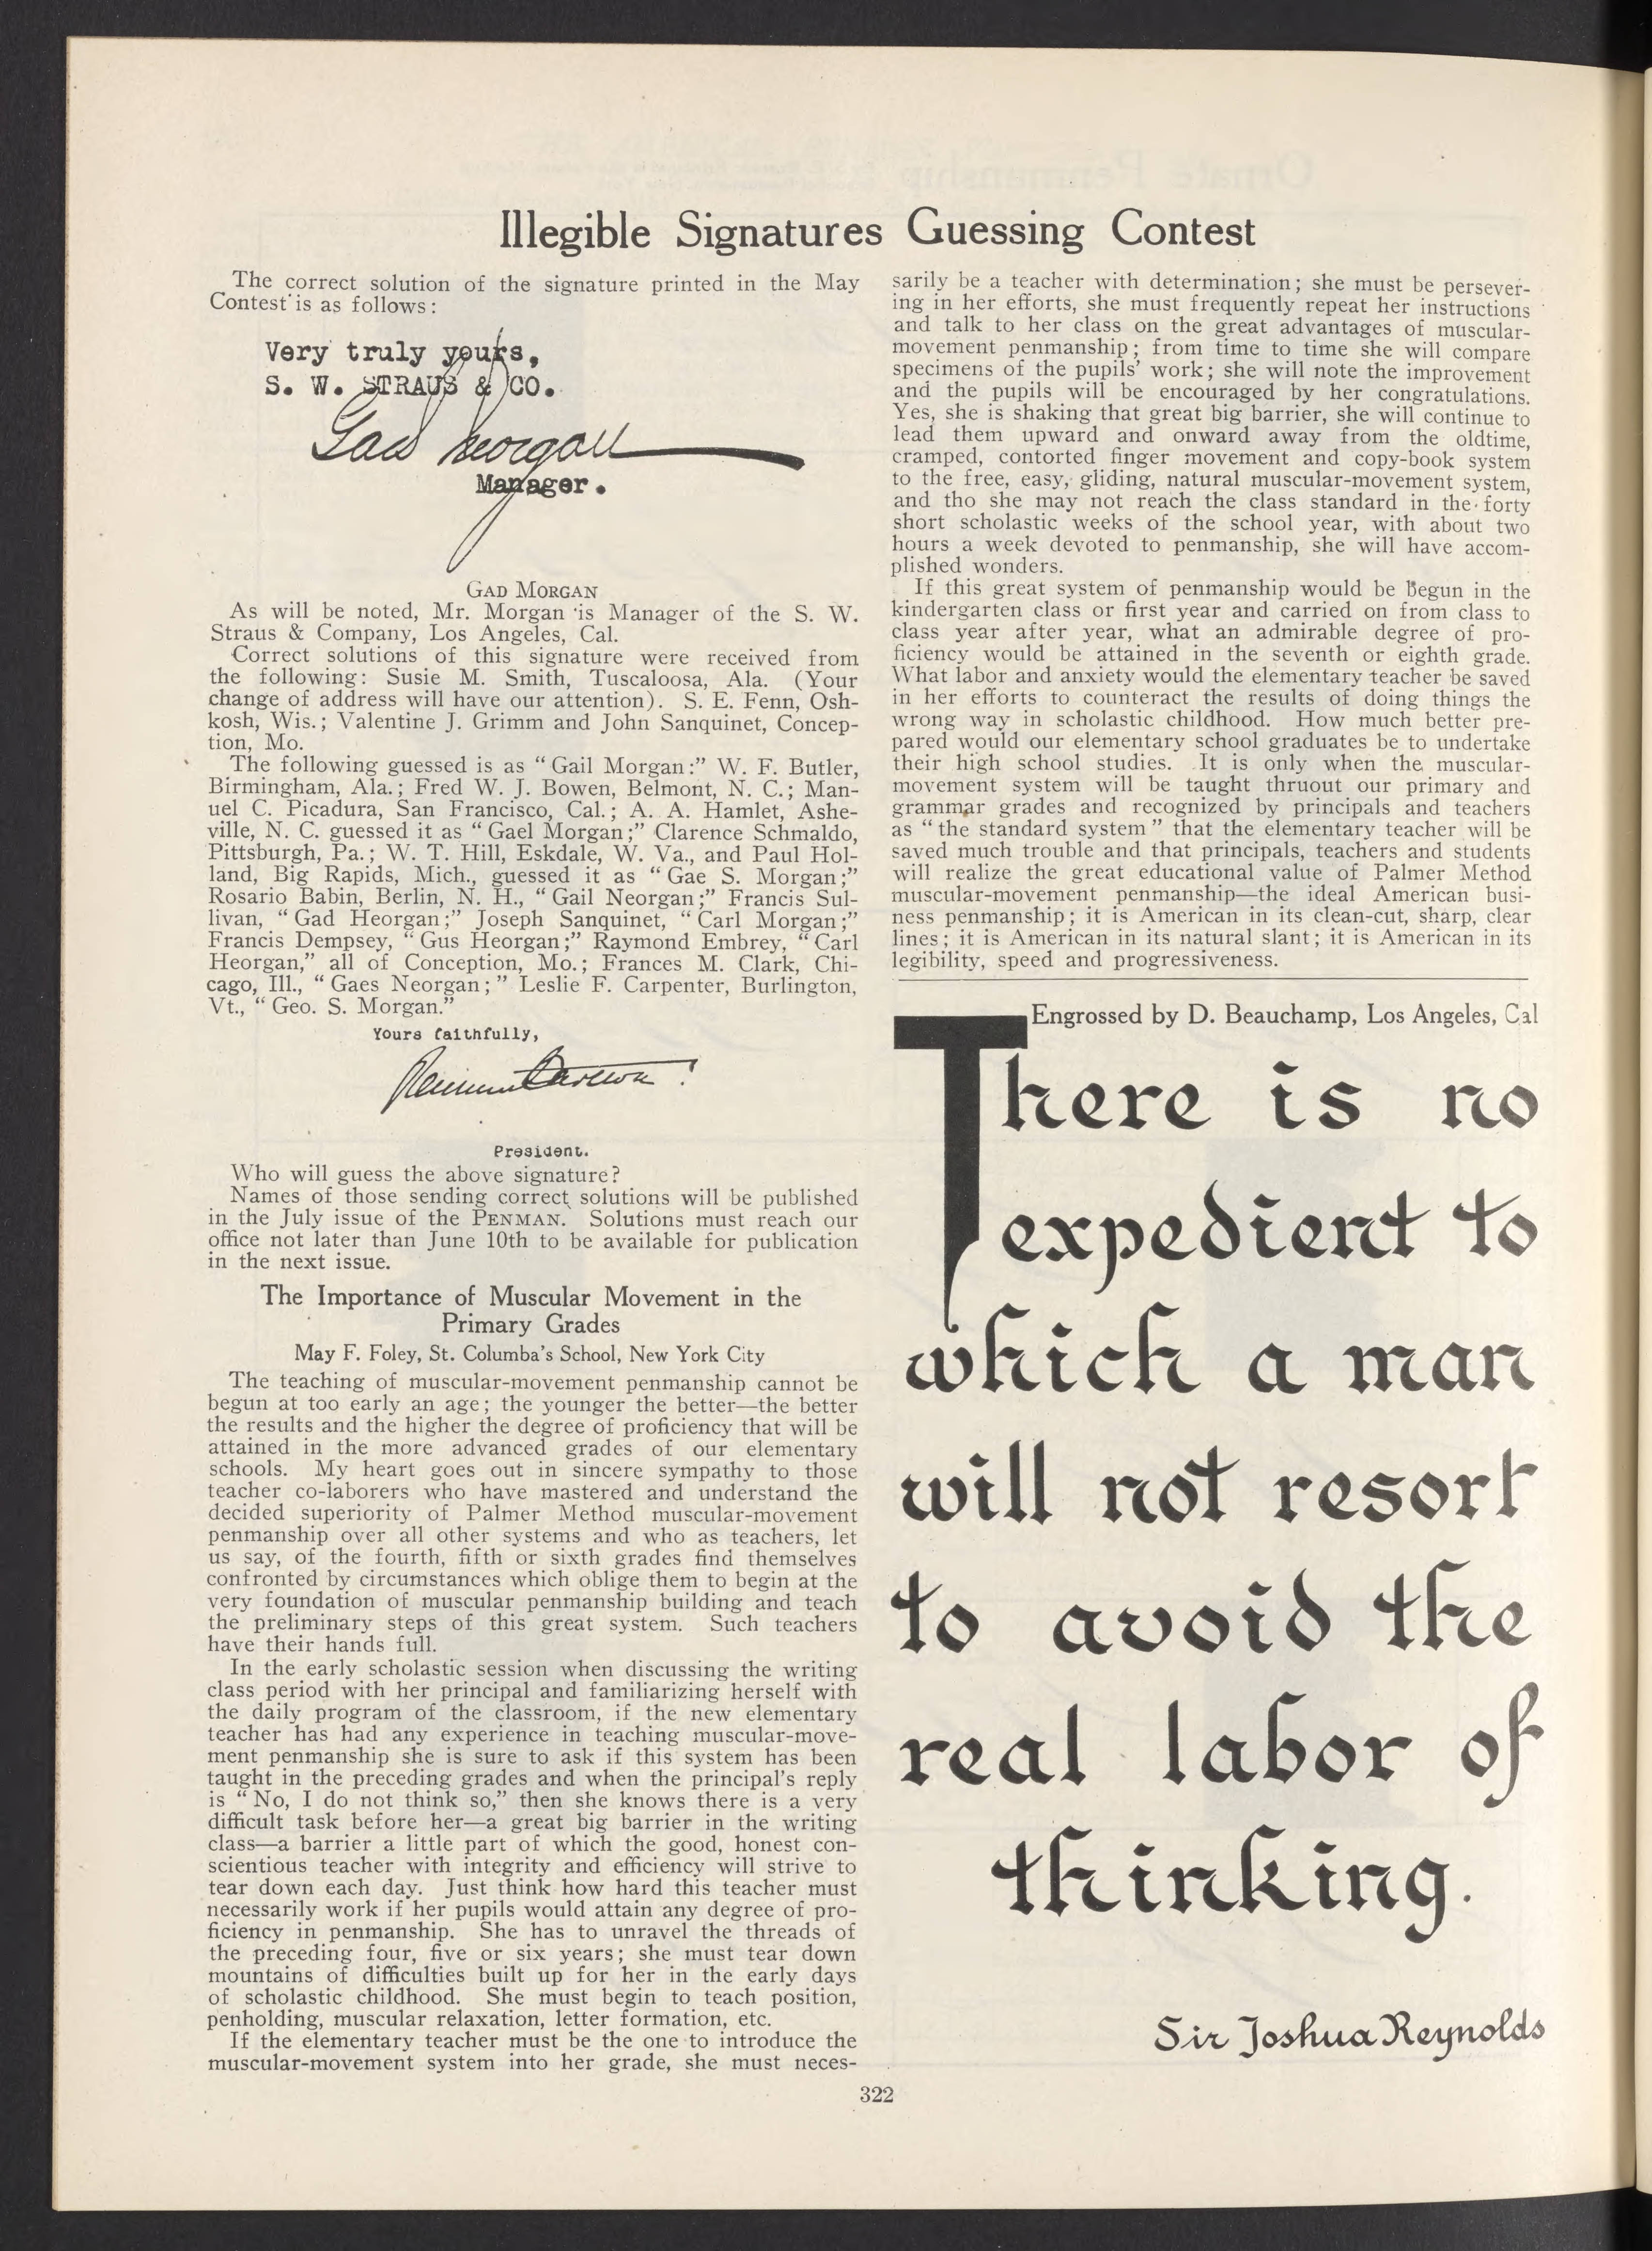 Illegible Signatures Guessing Contest
The correct solution of the signature printed in the May
Contest is as follows:
Very truly yours,
S. W. STRAUS & CO.
Gad Morgan
Manager.
GAD MORGAN
As will be noted, Mr. Morgan is Manager of the S. W.
Straus & Company, Los Angeles, Cal.
Correct solutions of this signature were received from
the following: Susie M. Smith, Tuscaloosa, Ala. (Your
change of address will have our attention). S. E. Fenn, Osh-
kosh, Wis.; Valentine J. Grimm and John Sanquinet, Concep-
tion, Mo.
The following guessed is as “Gail Morgan:” W. F. Butler,
Birmingham, Ala.; Fred W. J. Bowen, Belmont, N. C.; Man-
uel C. Picadura, San Francisco, Cal.; A. A. Hamlet, Ashe-
ville, N. C. guessed it as “Gael Morgan;” Clarence Schmaldo,
Pittsburgh, Pa.; W. T. Hill, Eskdale, W. Va., and Paul Hol-
land, Big Rapids, Mich., guessed it as “Gae S. Morgan;”
Rosario Babin, Berlin, N. H., “Gail Neorgan;” Francis Sul-
livan, “Gad Heorgan;” Joseph Sanquinet, “Carl Morgan;”
Francis Dempsey, “Gus Heorgan;” Raymond Embrey, “Carl
Heorgan,” all of Conception, Mo.; Frances M. Clark, Chi-
cago, Ill., “Gaes Neorgan;” Leslie F. Carpenter, Burlington,
Vt., “Geo. S. Morgan.”
Yours faithfully,
President.
Who will guess the above signature?
Names of those sending correct solutions will be published
in the July issue of the PENMAN. Solutions must reach our
office not later than June 10th to be available for publication
in the next issue.
The Importance of Muscular Movement in the
Primary Grades
May F. Foley, St. Columba's School, New York City
The teaching of muscular-movement penmanship cannot be
begun at too early an age; the younger the better—the better
the results and the higher the degree of proficiency that will be
attained in the more advanced grades of our elementary
schools. My heart goes out in sincere sympathy to those
teacher co-laborers who have mastered and understand the
decided superiority of Palmer Method muscular-movement
penmanship over all other systems and who as teachers, let
us say, of the fourth, fifth or sixth grades find themselves
confronted by circumstances which oblige them to begin at the
very foundation of muscular penmanship building and teach
the preliminary steps of this great system. Such teachers
have their hands full.
In the early scholastic session when discussing the writing
class period with her principal and familiarizing herself with
the daily program of the classroom, if the new elementary
teacher has had any experience in teaching muscular-move-
ment penmanship she is sure to ask if this system has been
taught in the preceding grades and when the principal's reply
is “No, I do not think so,” then she knows there is a very
difficult task before her—a great big barrier in the writing
class—a barrier a little part of which the good, honest con-
scientious teacher with integrity and efficiency will strive to
tear down each day. Just think how hard this teacher must
necessarily work if her pupils would attain any degree of pro-
ficiency in penmanship. She has to unravel the threads of
the preceding four, five or six years; she must tear down
mountains of difficulties built up for her in the early days
of scholastic childhood. She must begin to teach position,
penholding, muscular relaxation, letter formation, etc.
If the elementary teacher must be the one to introduce the
muscular-movement system into her grade, she must neces-
sarily be a teacher with determination; she must be persever-
ing in her efforts, she must frequently repeat her instructions
and talk to her class on the great advantages of muscular-
movement penmanship; from time to time she will compare
specimens of the pupils' work; she will note the improvement
and the pupils will be encouraged by her congratulations.
Yes, she is shaking that great big barrier, she will continue to
lead them upward and onward away from the oldtime,
cramped, contorted finger movement and copy-book system
to the free, easy, gliding, natural muscular-movement system,
and tho she may not reach the class standard in the forty
short scholastic weeks of the school year, with about two
hours a week devoted to penmanship, she will have accom-
plished wonders.
If this great system of penmanship would be begun in the
kindergarten class or first year and carried on from class to
class year after year, what an admirable degree of pro-
ficiency would be attained in the seventh or eighth grade.
What labor and anxiety would the elementary teacher be saved
in her efforts to counteract the results of doing things the
wrong way in scholastic childhood. How much better pre-
pared would our elementary school graduates be to undertake
their high school studies. It is only when the muscular-
movement system will be taught thruout our primary and
grammar grades and recognized by principals and teachers
as “the standard system” that the elementary teacher will be
saved much trouble and that principals, teachers and students
will realize the great educational value of Palmer Method
muscular-movement penmanship—the ideal American busi-
ness penmanship; it is American in its clean-cut, sharp, clear
lines; it is American in its natural slant; it is American in its
legibility, speed and progressiveness.
Engrossed by D. Beauchamp, Los Angeles, Cal
There is no
expedient to
which a man
will not resort
to avoid the
real labor of
thinking.
Sir Joshua Reynolds
322